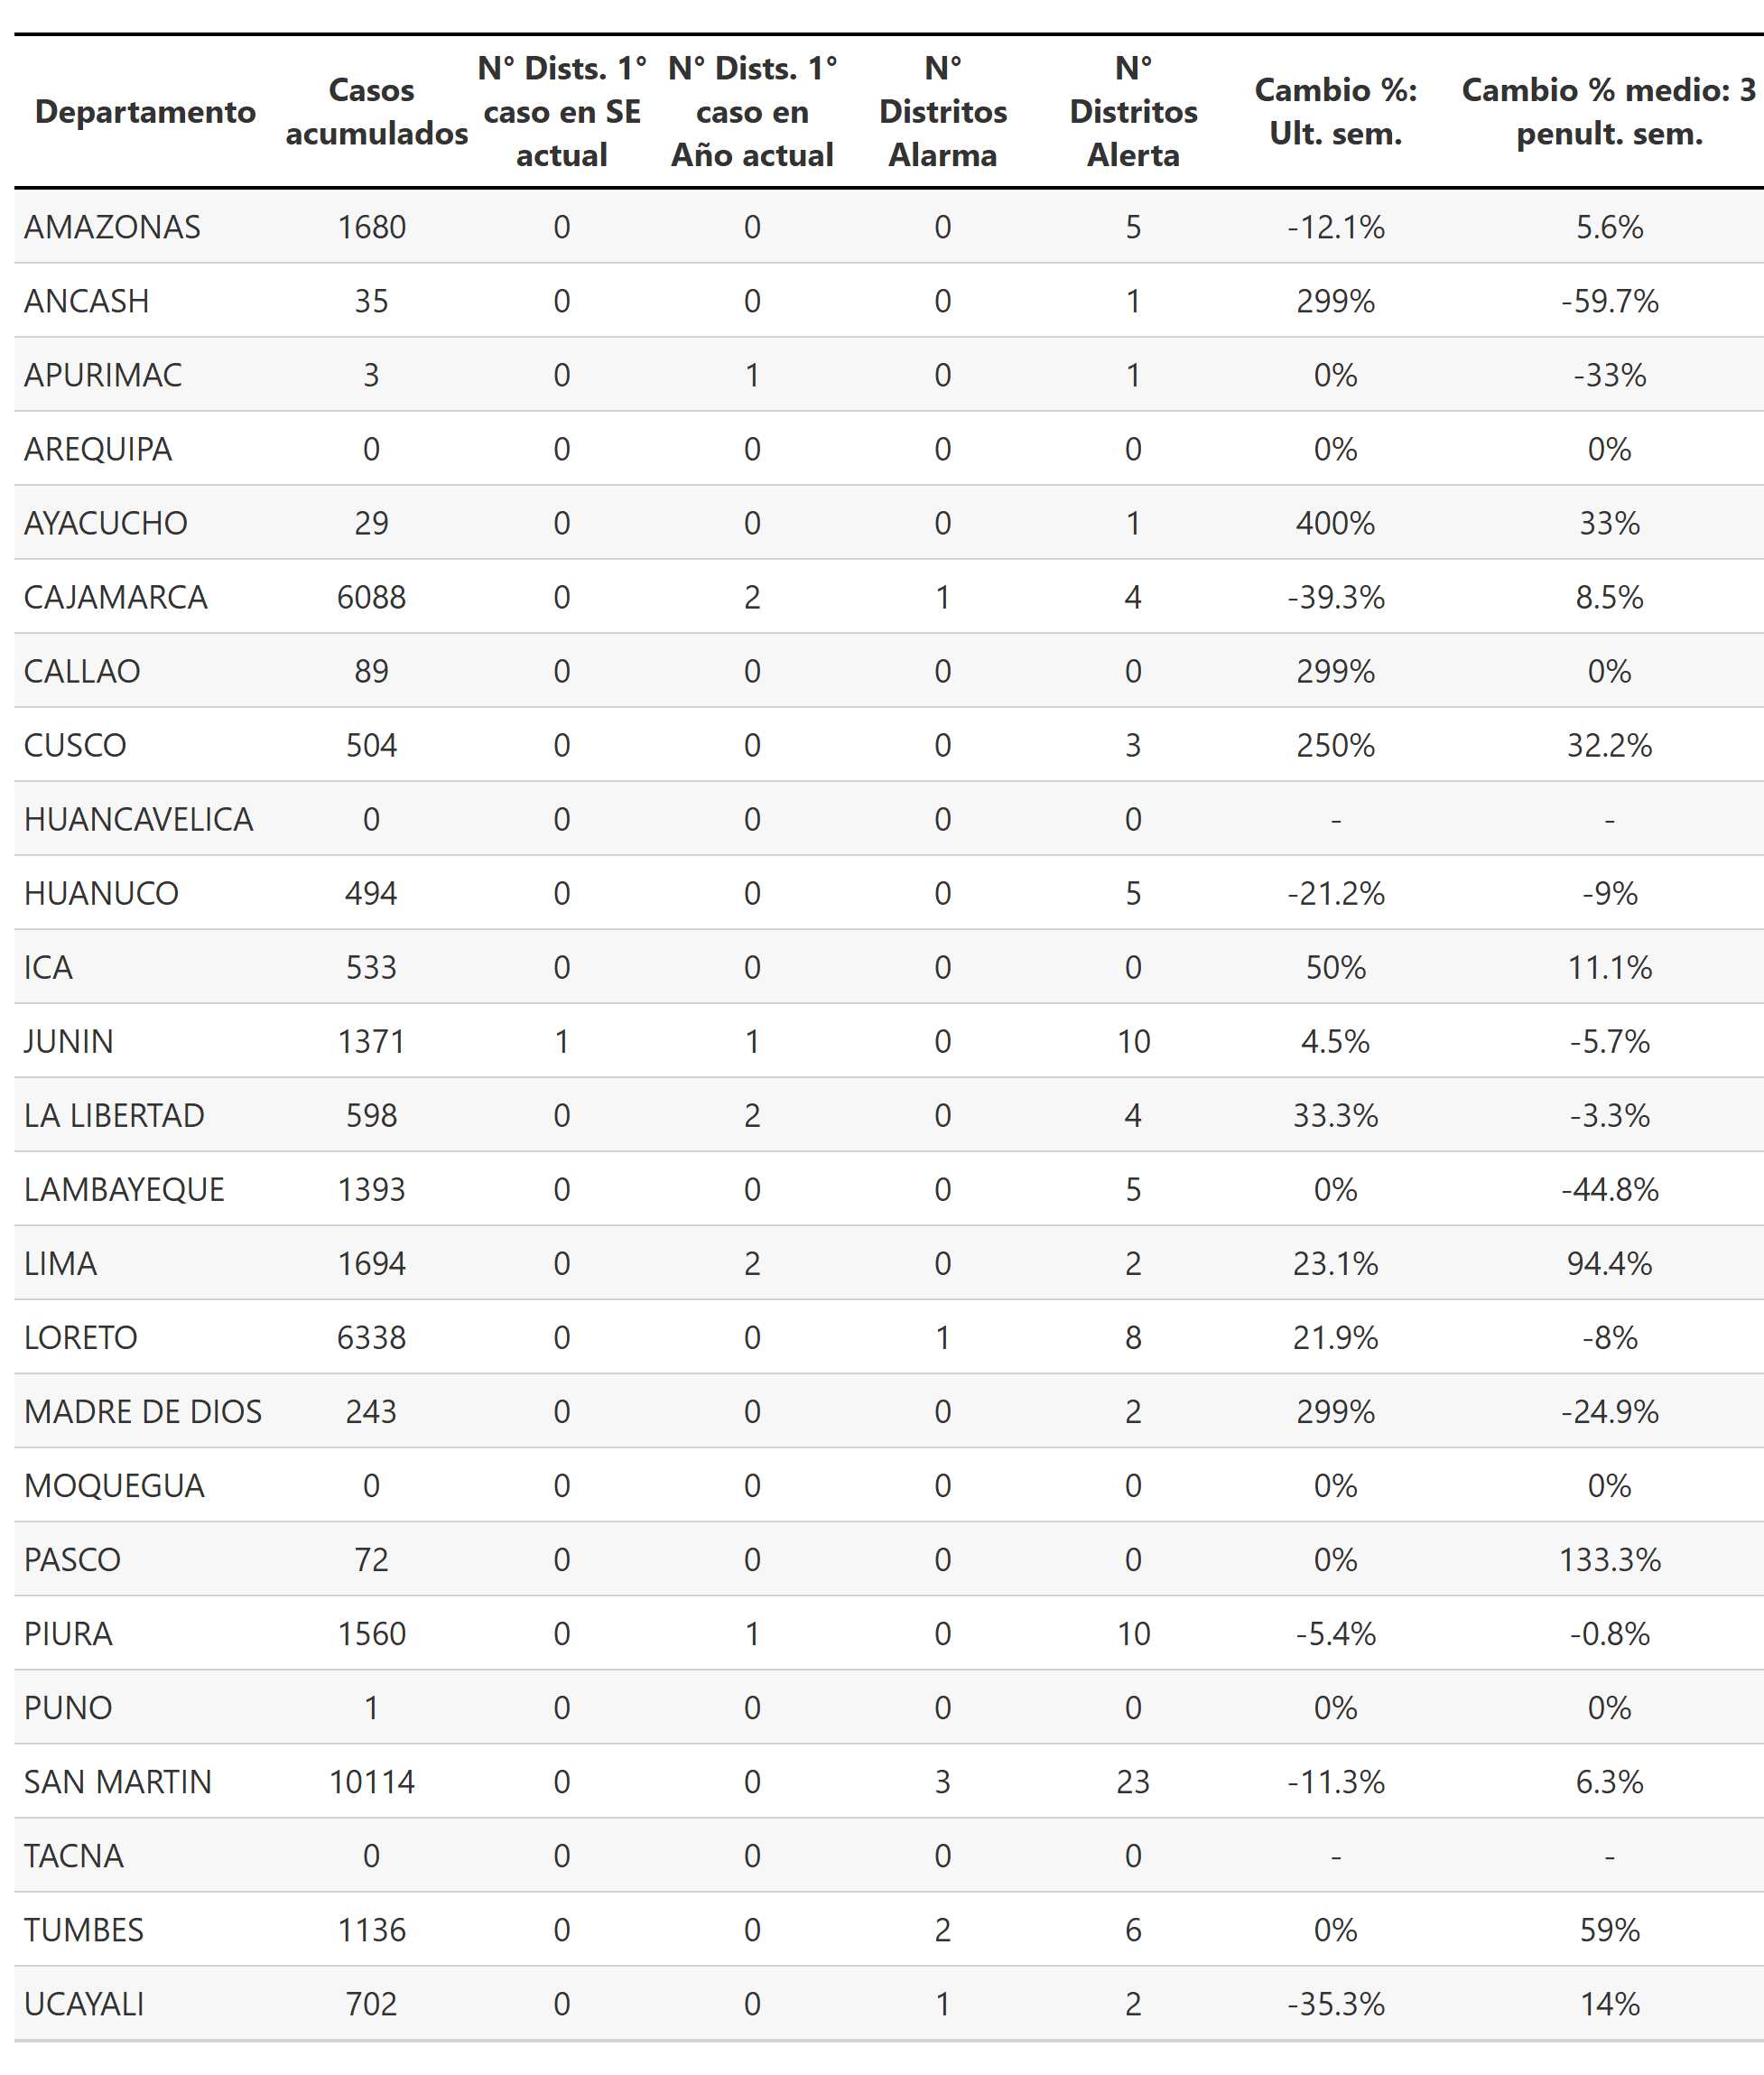 Departamento Casos acumulados N° Dists. 1° caso en SE actual N° Dists. 1° caso en Año actual N° Distritos Alarma N° Distritos Alerta Cambio %: Ult. sem. Cambio % medio: 3 penult. sem.
AMAZONAS 1680 0 0 0 5 -12.1% 5.6%
ANCASH 35 0 0 0 1 299% -59.7%
APURIMAC 3 0 1 0 1 0% -33%
AREQUIPA 0 0 0 0 0 0% 0%
AYACUCHO 29 0 0 0 1 400% 33%
CAJAMARCA 6088 0 2 1 4 -39.3% 8.5%
CALLAO 89 0 0 0 0 299% 0%
CUSCO 504 0 0 0 3 250% 32.2%
HUANCAVELICA 0 0 0 0 0 - -
HUANUCO 494 0 0 0 5 -21.2% -9%
ICA 533 0 0 0 0 50% 11.1%
JUNIN 1371 1 1 0 10 4.5% -5.7%
LA LIBERTAD 598 0 2 0 4 33.3% -3.3%
LAMBAYEQUE 1393 0 0 0 5 0% -44.8%
LIMA 1694 0 2 0 2 23.1% 94.4%
LORETO 6338 0 0 1 8 21.9% -8%
MADRE DE DIOS 243 0 0 0 2 299% -24.9%
MOQUEGUA 0 0 0 0 0 0% 0%
PASCO 72 0 0 0 0 0% 133.3%
PIURA 1560 0 1 0 10 -5.4% -0.8%
PUNO 1 0 0 0 0 0% 0%
SAN MARTIN 10114 0 0 3 23 -11.3% 6.3%
TACNA 0 0 0 0 0 - -
TUMBES 1136 0 0 2 6 0% 59%
UCAYALI 702 0 0 1 2 -35.3% 14%